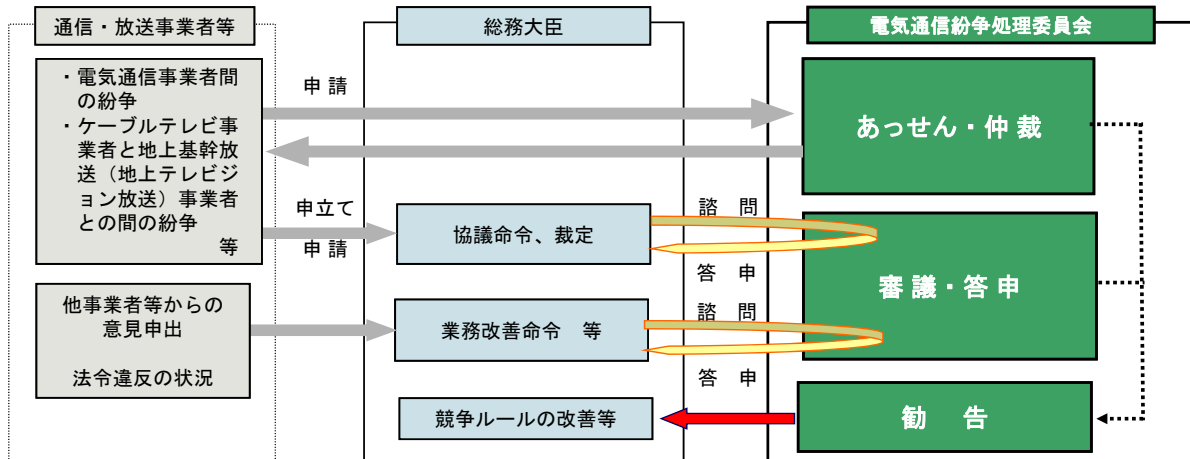 通信・放送事業者等
総務大臣
電気通信紛争処理委員会
・電気通信事業者間
の紛争
・ケーブルテレビ事
業者と地上基幹放
送（地上テレビジ
ョン放送）事業者
との間の紛争
等
申 請
あっせん・仲 裁
申立て
申 請
協議命令、裁定
諮 問
答 申
審 議・答 申
他事業者等からの
意見申出
法令違反の状況
業務改善命令　等
諮 問
答 申
競争ルールの改善等
勧 告